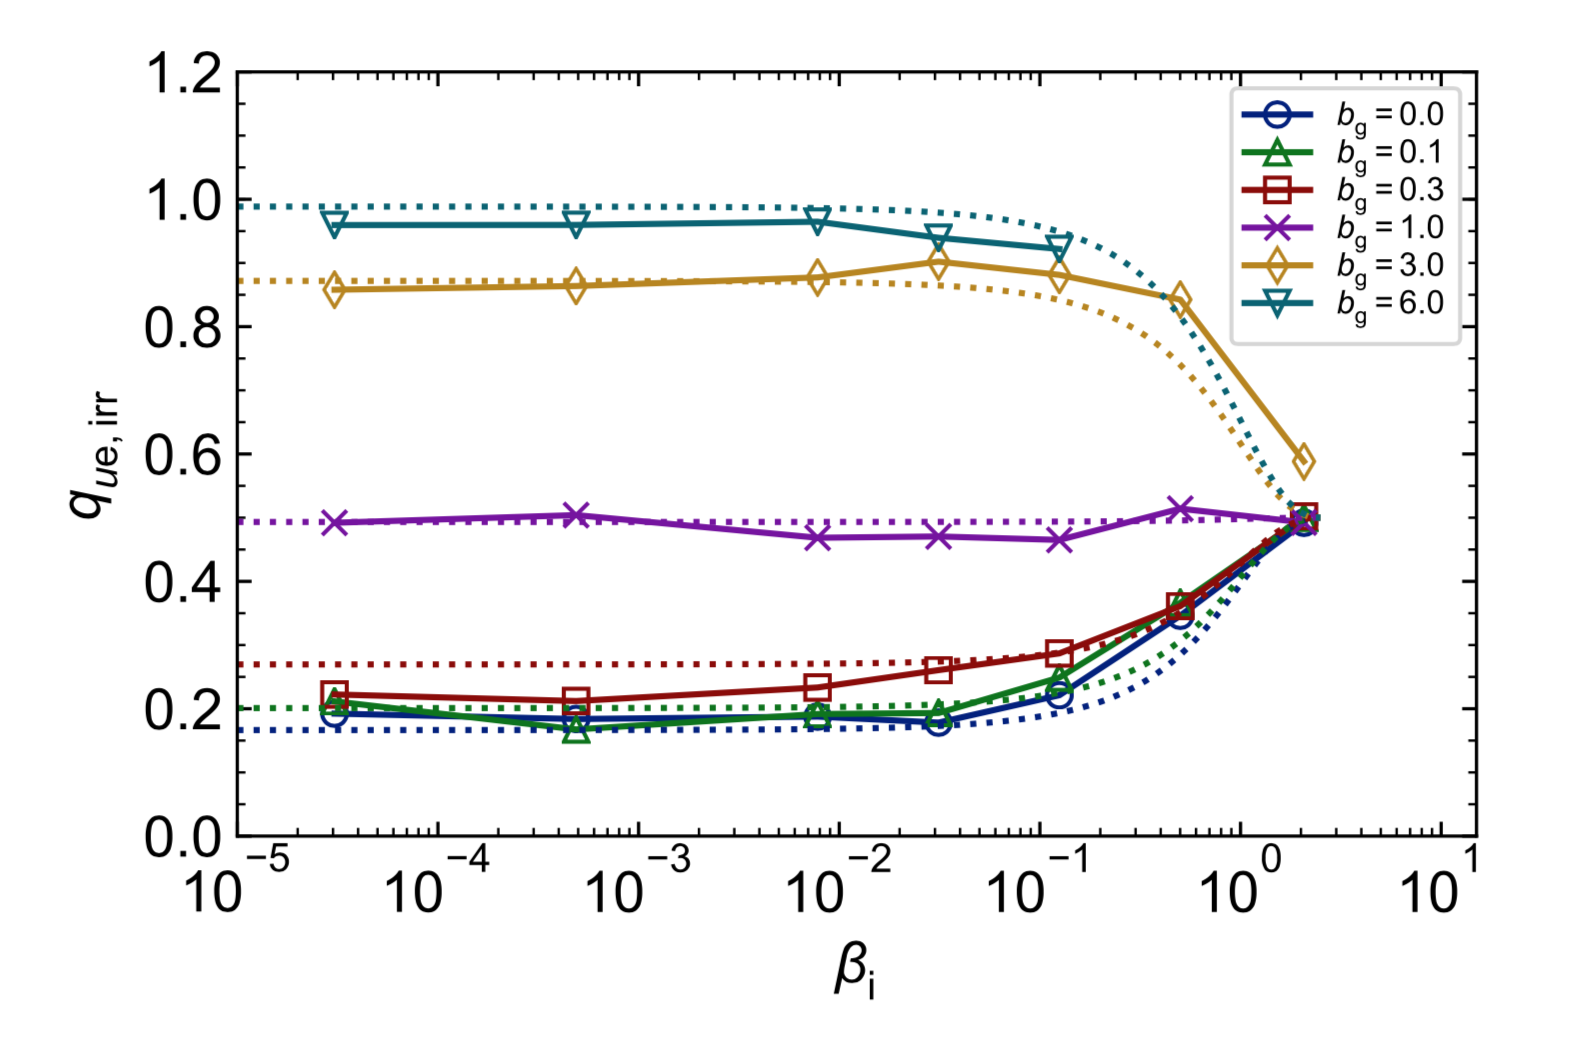 1.2
1.0
0.8
0.6
0.4
0.2
0.0
q_{ue, irr}
b_g = 0.0
b_g = 0.1
b_g = 0.3
b_g = 1.0
b_g = 3.0
b_g = 6.0
10^{−5} 10^{−4} 10^{−3} 10^{−2} 10^{−1} 10^0 10^1
β_i